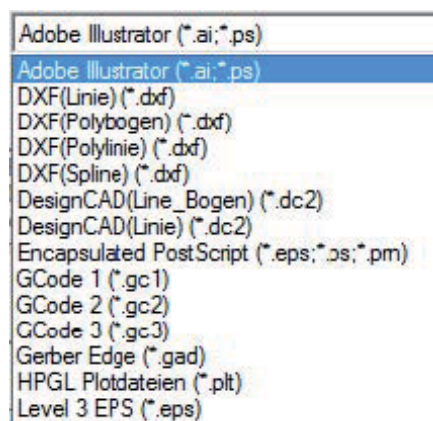 Adobe Illustrator (*.ai;*.ps)
Adobe Illustrator (*.ai;*.ps)
DXF(Linie) (*.dxf)
DXF(Polybogen) (*.dxf)
DXF(Polylinie) (*.dxf)
DXF(Spline) (*.dxf)
DesignCAD(Line_Bogen) (*.dc2)
DesignCAD(Linie) (*.dc2)
Encapsulated PostScript (*.eps;*.ps;*.prn)
GCode 1 (*.gc1)
GCode 2 (*.gc2)
GCode 3 (*.gc3)
Gerber Edge (*.gad)
HPGL Plotdateien (*.plt)
Level 3 EPS (*.eps)